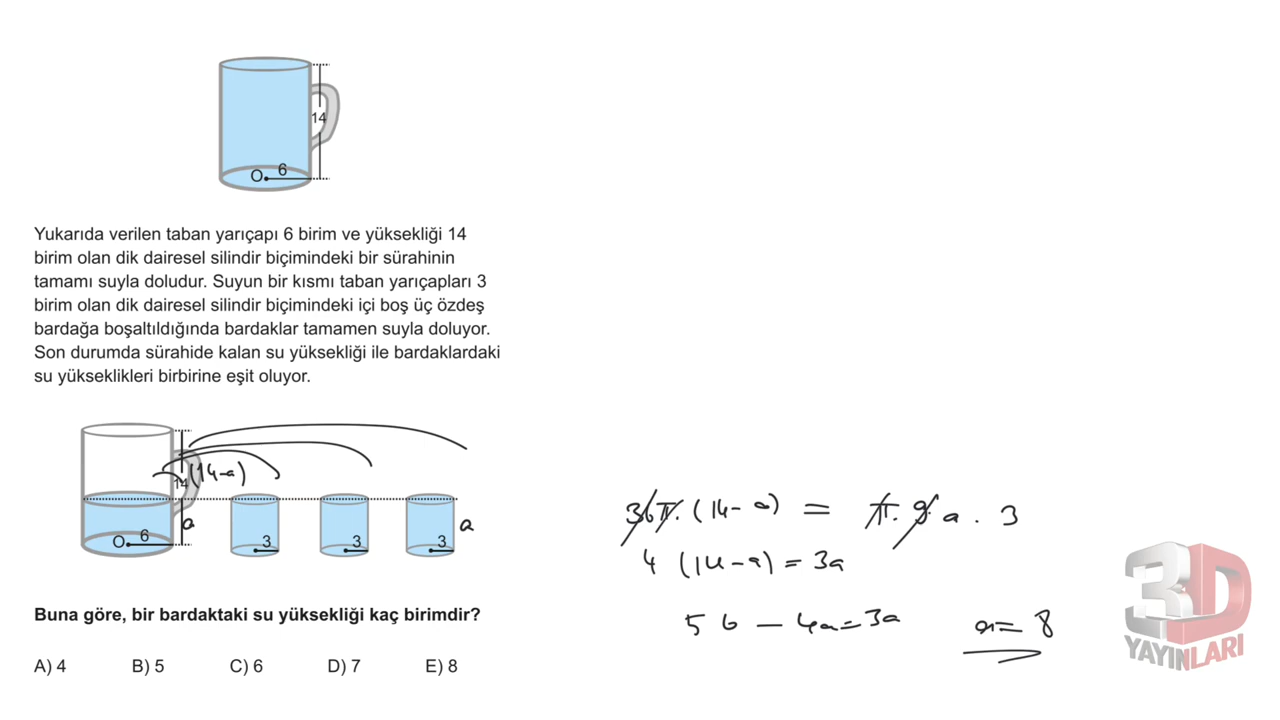 14
O 6
Yukarıda verilen taban yarıçapı 6 birim ve yüksekliği 14
birim olan dik dairesel silindir biçimindeki bir sürahinin
tamamı suyla doludur. Suyun bir kısmı taban yarıçapları 3
birim olan dik dairesel silindir biçimindeki içi boş üç özdeş
bardağa boşaltıldığında bardaklar tamamen suyla doluyor.
Son durumda sürahide kalan su yüksekliği ile bardaklardaki
su yükseklikleri birbirine eşit oluyor.
14 (14-a)
a a
O 6 3 3 3
36π. (14-a) = π. 9 a . 3
4 (14-a) = 3a
56 - 4a = 3a a = 8
Buna göre, bir bardaktaki su yüksekliği kaç birimdir?
A) 4 B) 5 C) 6 D) 7 E) 8
3D
YAYINLARI